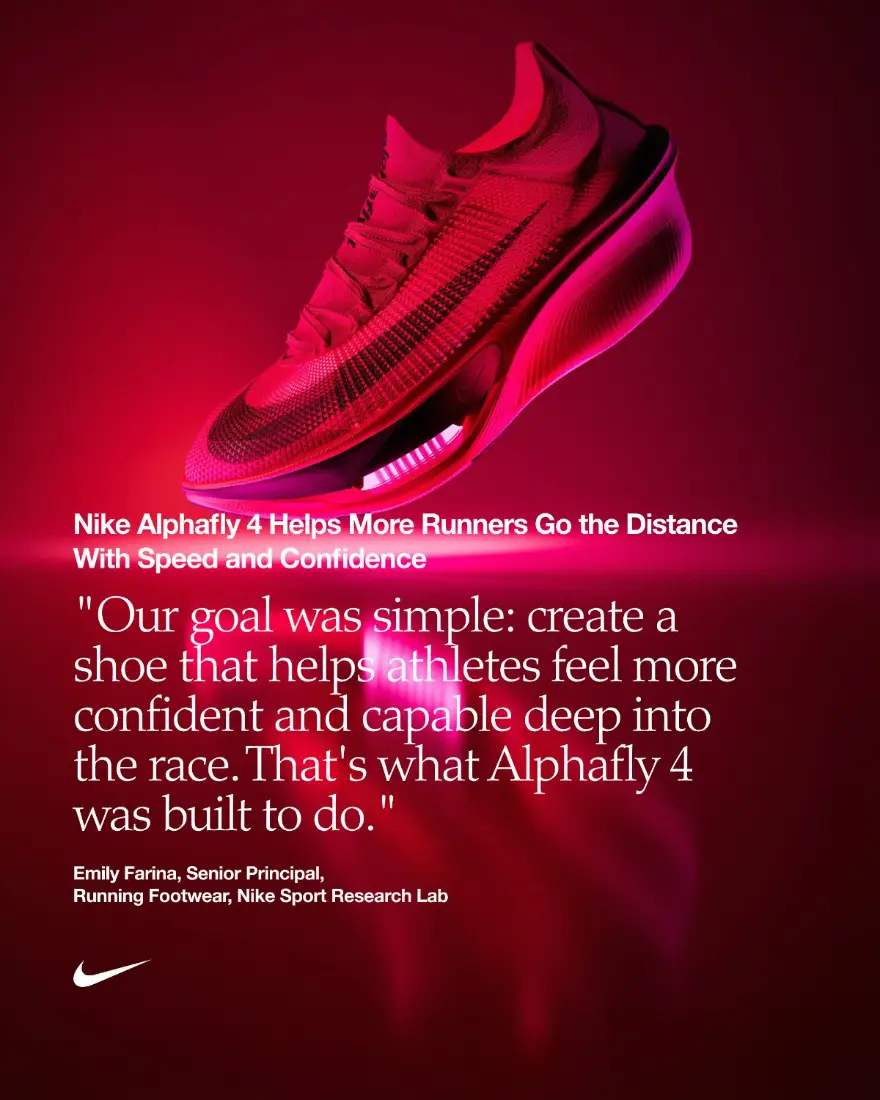 Nike Alphafly 4 Helps More Runners Go the Distance
With Speed and Confidence
"Our goal was simple: create a
shoe that helps athletes feel more
confident and capable deep into
the race. That's what Alphafly 4
was built to do."
Emily Farina, Senior Principal,
Running Footwear, Nike Sport Research Lab